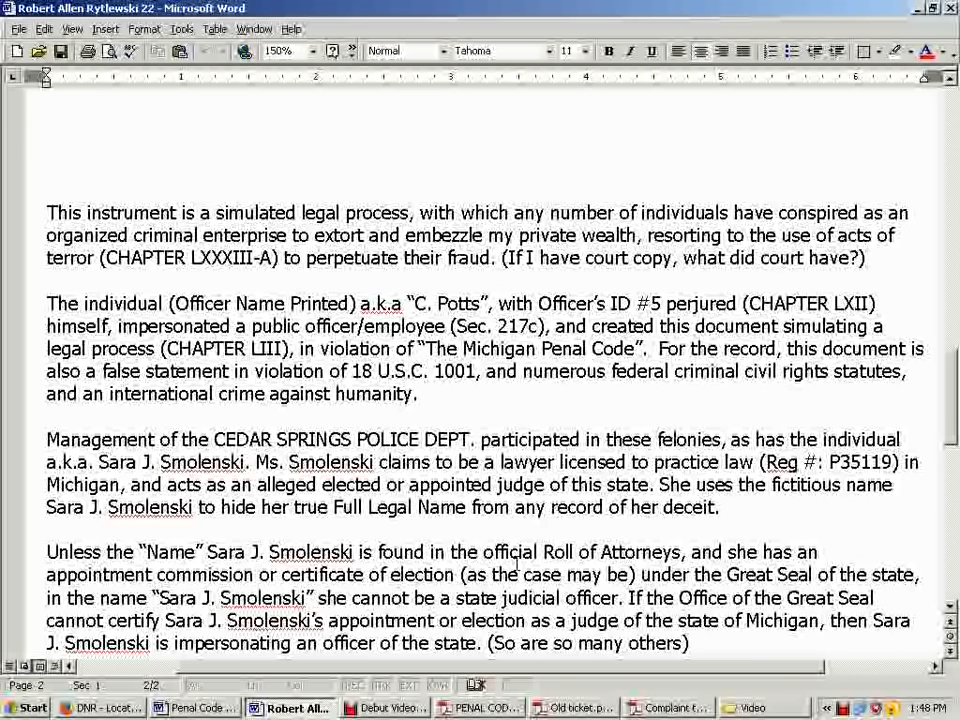 Robert Allen Rytlewski 22 - Microsoft Word
File Edit View Insert Format Tools Table Window Help
150% Normal Tahoma 11 B I U A
1 2 3 4 5 6
This instrument is a simulated legal process, with which any number of individuals have conspired as an
organized criminal enterprise to extort and embezzle my private wealth, resorting to the use of acts of
terror (CHAPTER LXXXIII-A) to perpetuate their fraud. (If I have court copy, what did court have?)
The individual (Officer Name Printed) a.k.a “C. Potts”, with Officer’s ID #5 perjured (CHAPTER LXII)
himself, impersonated a public officer/employee (Sec. 217c), and created this document simulating a
legal process (CHAPTER LIII), in violation of “The Michigan Penal Code”. For the record, this document is
also a false statement in violation of 18 U.S.C. 1001, and numerous federal criminal civil rights statutes,
and an international crime against humanity.
Management of the CEDAR SPRINGS POLICE DEPT. participated in these felonies, as has the individual
a.k.a. Sara J. Smolenski. Ms. Smolenski claims to be a lawyer licensed to practice law (Reg #: P35119) in
Michigan, and acts as an alleged elected or appointed judge of this state. She uses the fictitious name
Sara J. Smolenski to hide her true Full Legal Name from any record of her deceit.
Unless the “Name” Sara J. Smolenski is found in the official Roll of Attorneys, and she has an
appointment commission or certificate of election (as the case may be) under the Great Seal of the state,
in the name “Sara J. Smolenski” she cannot be a state judicial officer. If the Office of the Great Seal
cannot certify Sara J. Smolenski’s appointment or election as a judge of the state of Michigan, then Sara
J. Smolenski is impersonating an officer of the state. (So are so many others)
Page 2 Sec 1 2/2 REC TRK EXT OVR
Start DNR - Locat... Penal Code ... Robert All... Debut Video... PENAL COD... Old ticket.p... Complaint t... Video 1:48 PM